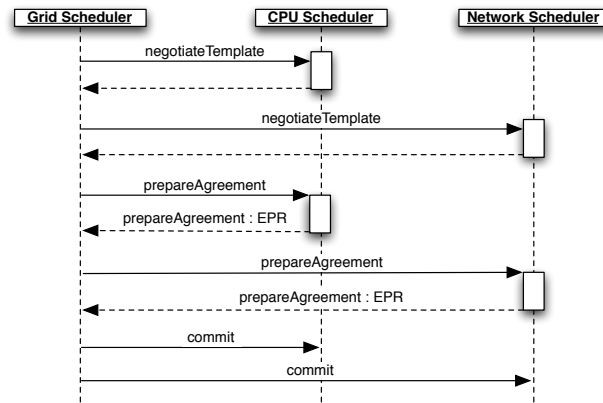 Grid Scheduler
CPU Scheduler
Network Scheduler
negotiateTemplate
negotiateTemplate
prepareAgreement
prepareAgreement : EPR
prepareAgreement
prepareAgreement : EPR
commit
commit